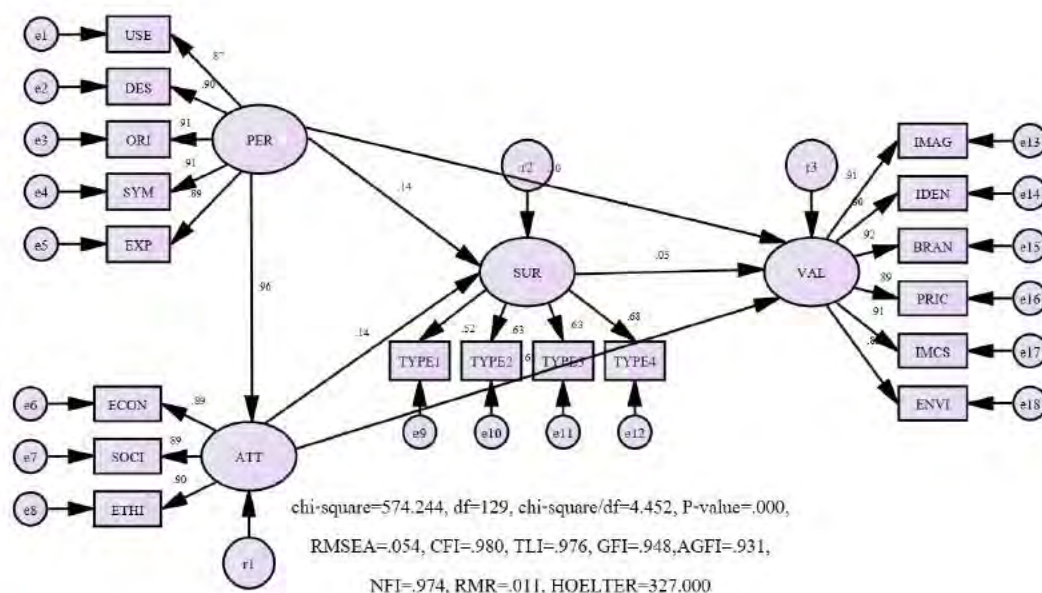 e1
USE
.87
e2
DES
.90
e3
ORI
.91
PER
e4
SYM
.91
e5
EXP
.89
.96
.14
r2
r3
SUR
.05
VAL
.14
TYPE1
.52
TYPE2
.63
TYPE3
.63
TYPE4
.68
e9
e10
e11
e12
IMAG
e13
.91
IDEN
e14
.90
BRAN
e15
.92
PRIC
e16
.89
IMCS
e17
.91
ENVI
e18
e6
ECON
.89
e7
SOCI
.89
ATT
e8
ETHI
.90
r1
chi-square=574.244, df=129, chi-square/df=4.452, P-value=.000,
RMSEA=.054, CFI=.980, TLI=.976, GFI=.948,AGFI=.931,
NFI=.974, RMR=.011, HOELTER=327.000